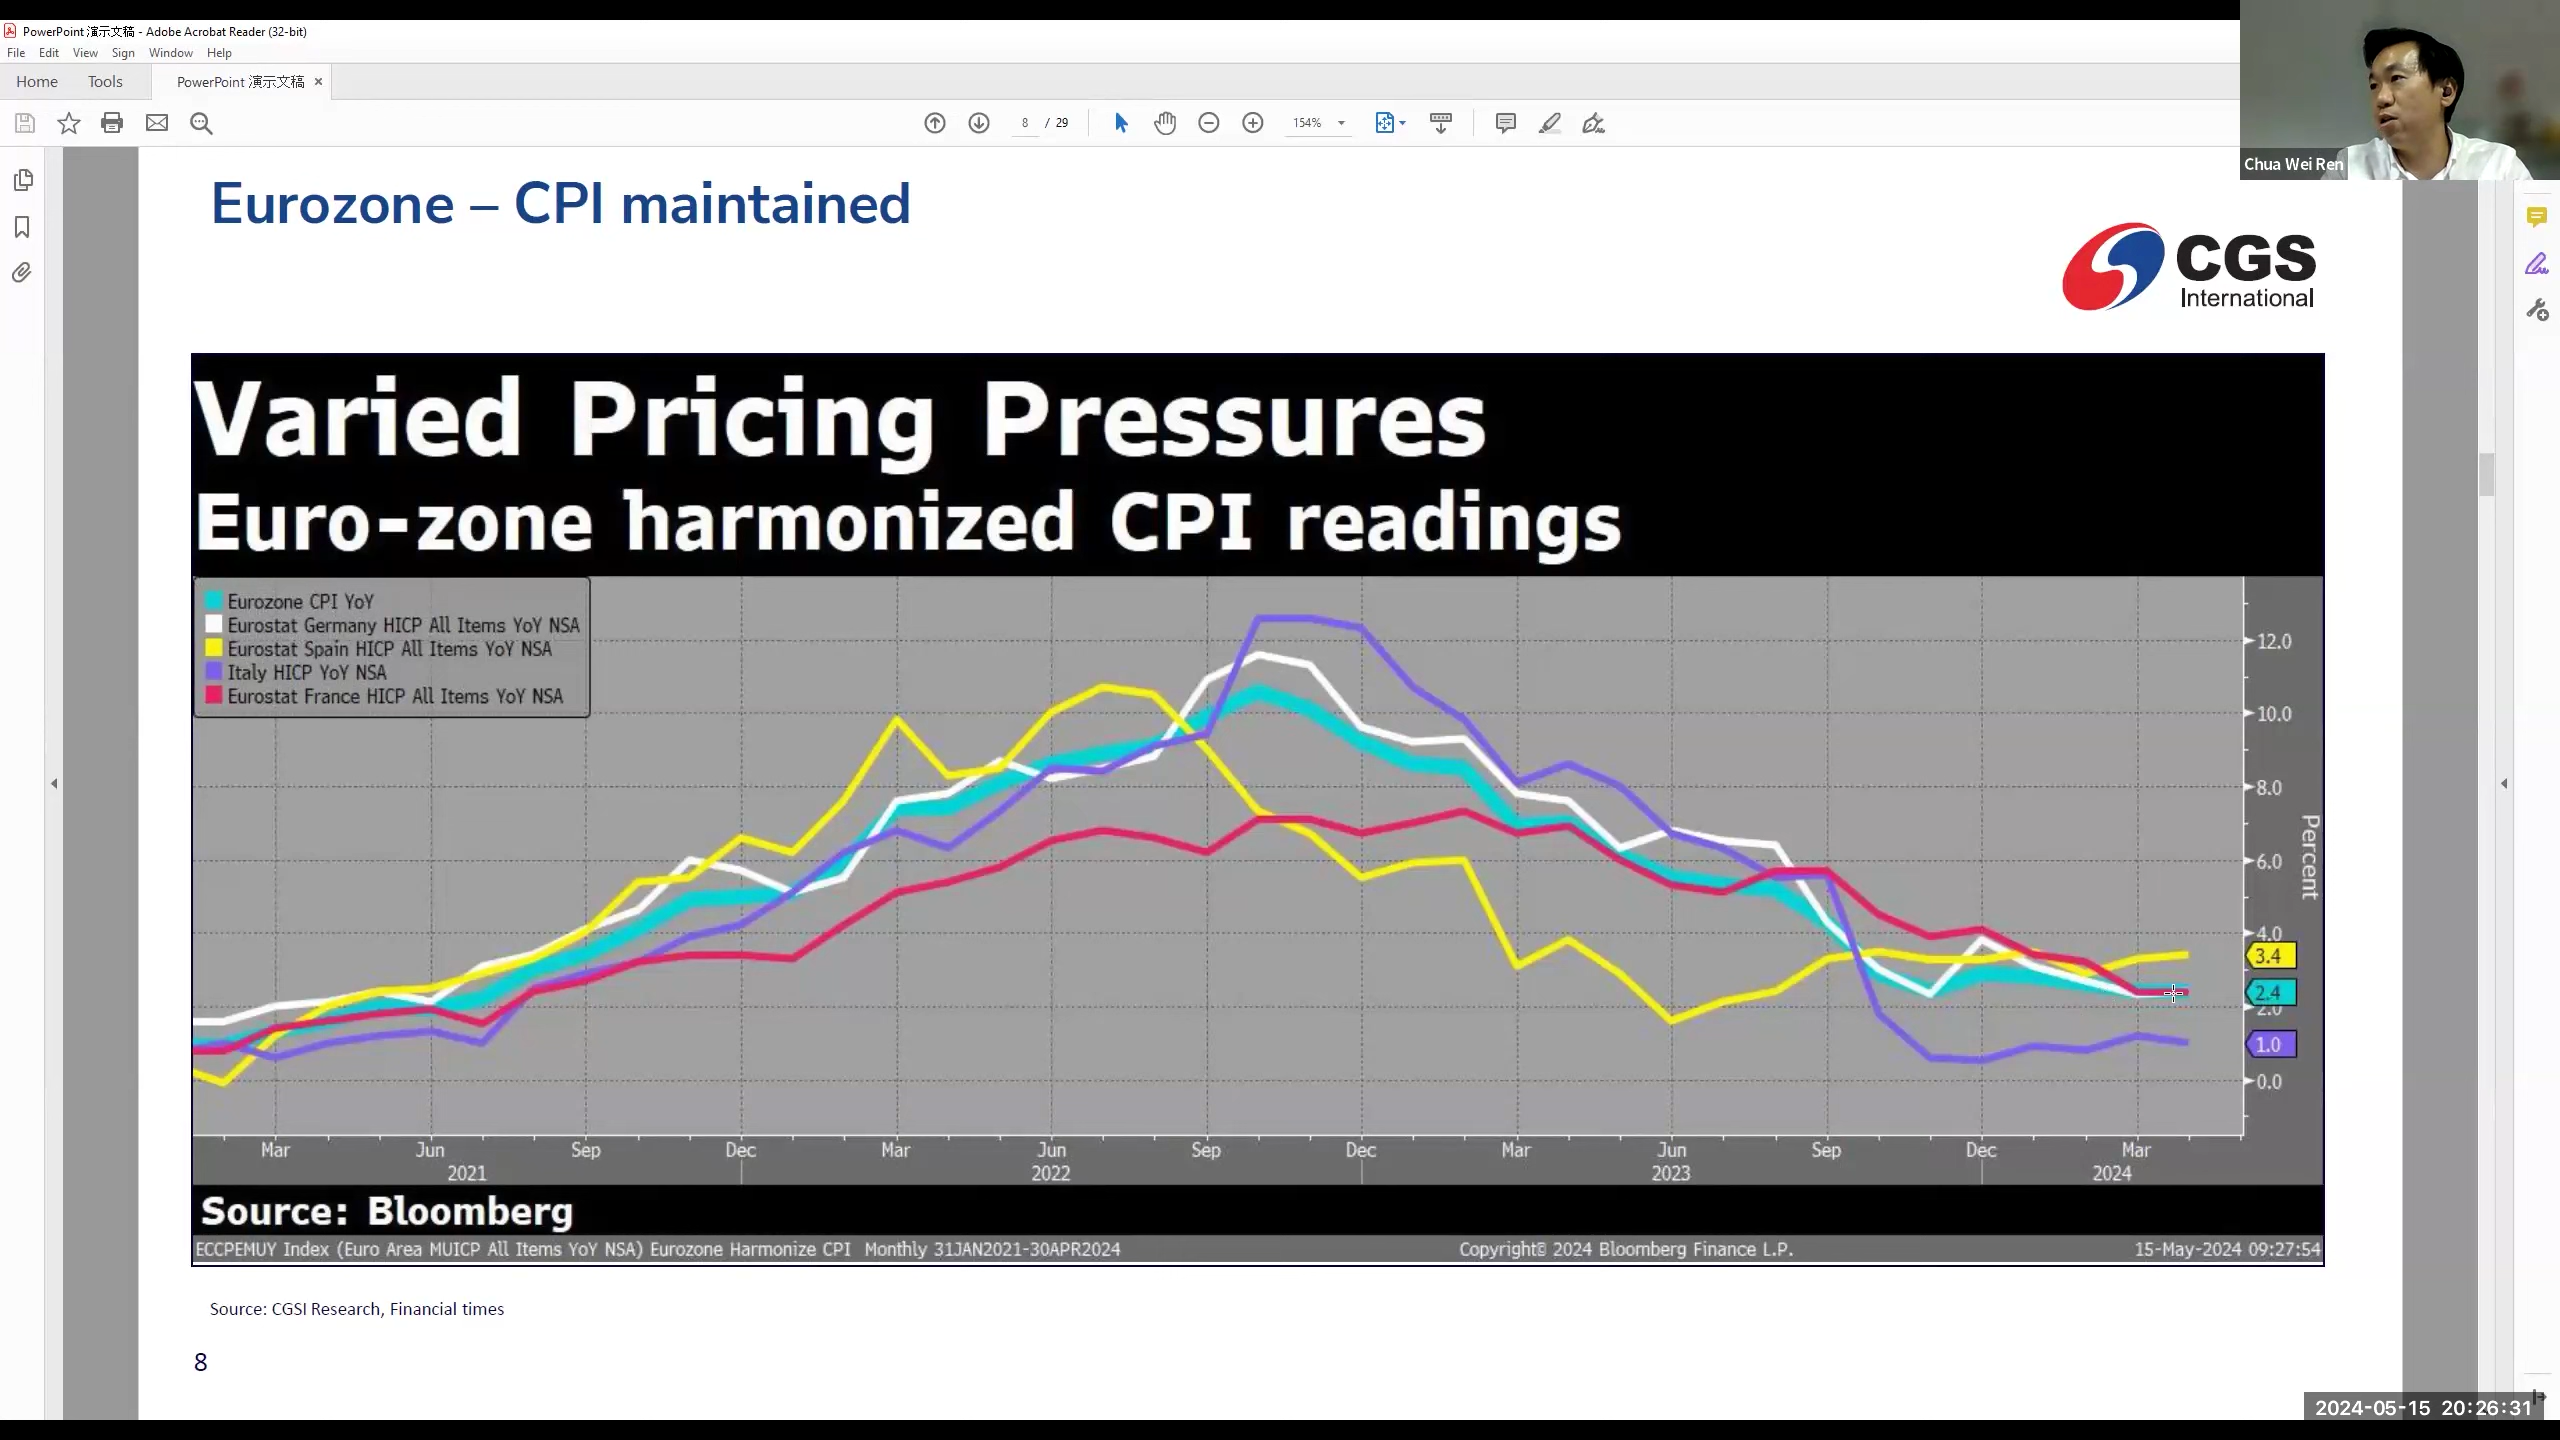 PowerPoint 演示文稿 - Adobe Acrobat Reader (32-bit)
File Edit View Sign Window Help
Home Tools PowerPoint 演示文稿 ×
8 / 29 154%
Chua Wei Ren
Eurozone – CPI maintained
CGS
International
Varied Pricing Pressures
Euro-zone harmonized CPI readings
Eurozone CPI YoY
Eurostat Germany HICP All Items YoY NSA
Eurostat Spain HICP All Items YoY NSA
Italy HICP YoY NSA
Eurostat France HICP All Items YoY NSA
12.0
10.0
8.0
6.0
4.0
3.4
2.4
2.0
1.0
0.0
Percent
Mar Jun Sep Dec Mar Jun Sep Dec Mar Jun Sep Dec Mar
2021 2022 2023 2024
Source: Bloomberg
ECCPEMUY Index (Euro Area MUICP All Items YoY NSA) Eurozone Harmonize CPI Monthly 31JAN2021-30APR2024 Copyright© 2024 Bloomberg Finance L.P. 15-May-2024 09:27:54
Source: CGSI Research, Financial times
8
2024-05-15 20:26:31